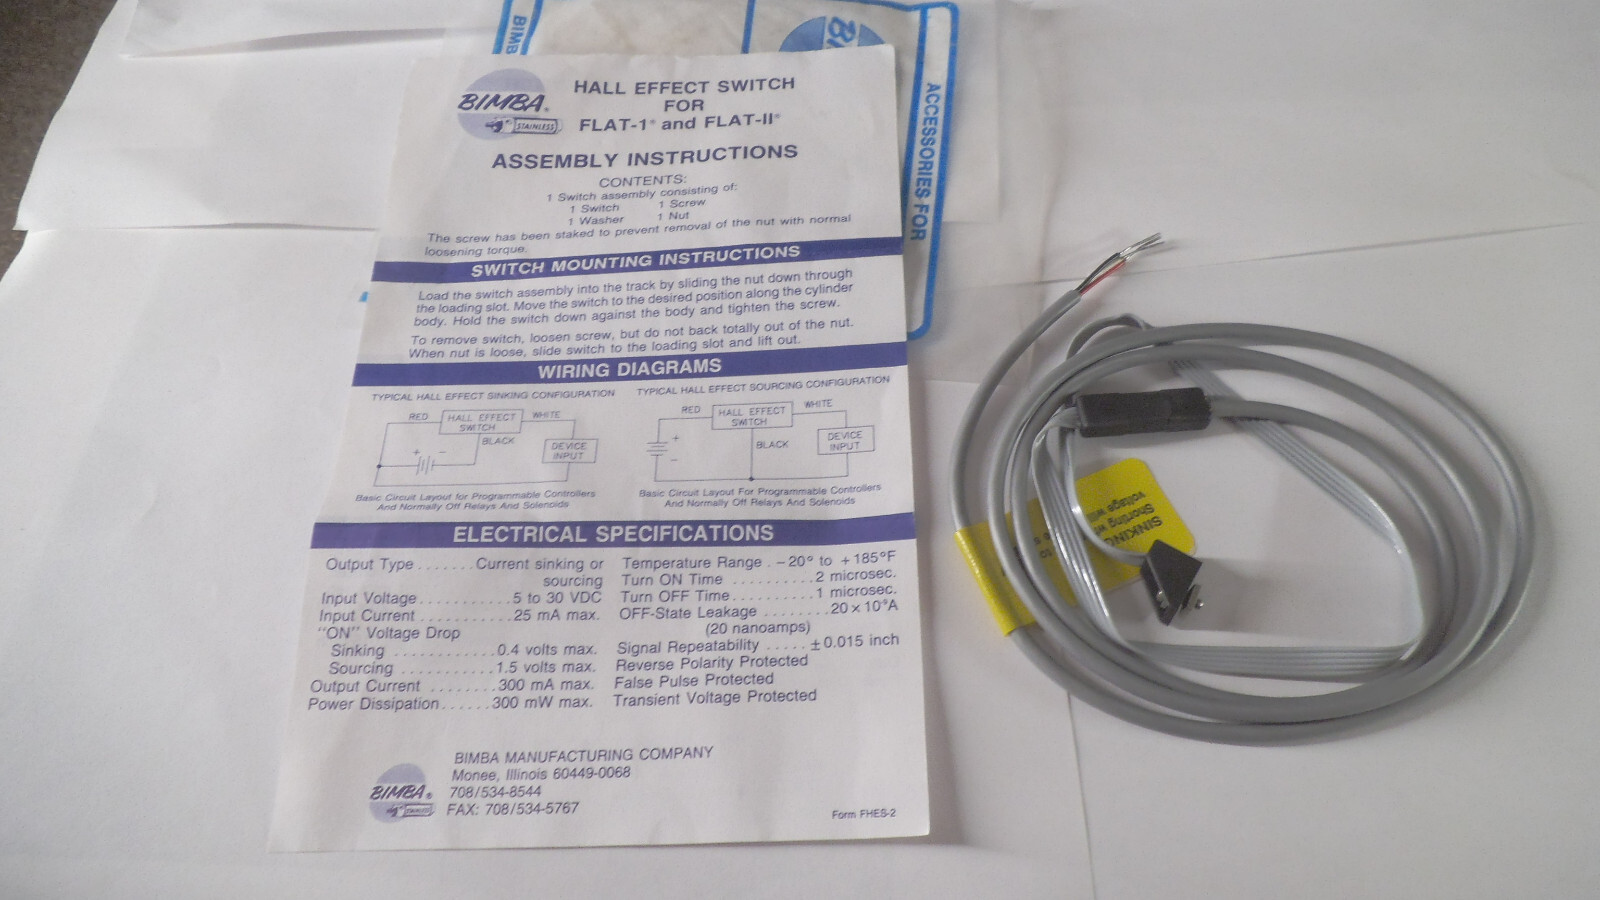 BIMB
ACCESSORIES FOR
BIMBA®
STAINLESS
HALL EFFECT SWITCH
FOR
FLAT-1® and FLAT-II®
ASSEMBLY INSTRUCTIONS
CONTENTS:
1 Switch assembly consisting of:
1 Switch 1 Screw
1 Washer 1 Nut
The screw has been staked to prevent removal of the nut with normal
loosening torque.
SWITCH MOUNTING INSTRUCTIONS
Load the switch assembly into the track by sliding the nut down through
the loading slot. Move the switch to the desired position along the cylinder
body. Hold the switch down against the body and tighten the screw.
To remove switch, loosen screw, but do not back totally out of the nut.
When nut is loose, slide switch to the loading slot and lift out.
WIRING DIAGRAMS
TYPICAL HALL EFFECT SINKING CONFIGURATION
RED
HALL EFFECT
SWITCH
WHITE
BLACK
DEVICE
INPUT
+ −
Basic Circuit Layout for Programmable Controllers
And Normally Off Relays And Solenoids
TYPICAL HALL EFFECT SOURCING CONFIGURATION
RED
HALL EFFECT
SWITCH
WHITE
BLACK
DEVICE
INPUT
+
−
Basic Circuit Layout For Programmable Controllers
And Normally Off Relays And Solenoids
ELECTRICAL SPECIFICATIONS
Output Type ....... Current sinking or
sourcing
Input Voltage ........... 5 to 30 VDC
Input Current ........... 25 mA max.
"ON" Voltage Drop
Sinking ............ 0.4 volts max.
Sourcing ........... 1.5 volts max.
Output Current ........ 300 mA max.
Power Dissipation ...... 300 mW max.
Temperature Range . −20° to +185°F
Turn ON Time .......... 2 microsec.
Turn OFF Time .......... 1 microsec.
OFF-State Leakage ........ 20 x 10⁻⁹A
(20 nanoamps)
Signal Repeatability ..... ±0.015 inch
Reverse Polarity Protected
False Pulse Protected
Transient Voltage Protected
BIMBA®
STAINLESS
BIMBA MANUFACTURING COMPANY
Monee, Illinois 60449-0068
708/534-8544
FAX: 708/534-5767
Form FHES-2
SINKING
Shorting
voltage will